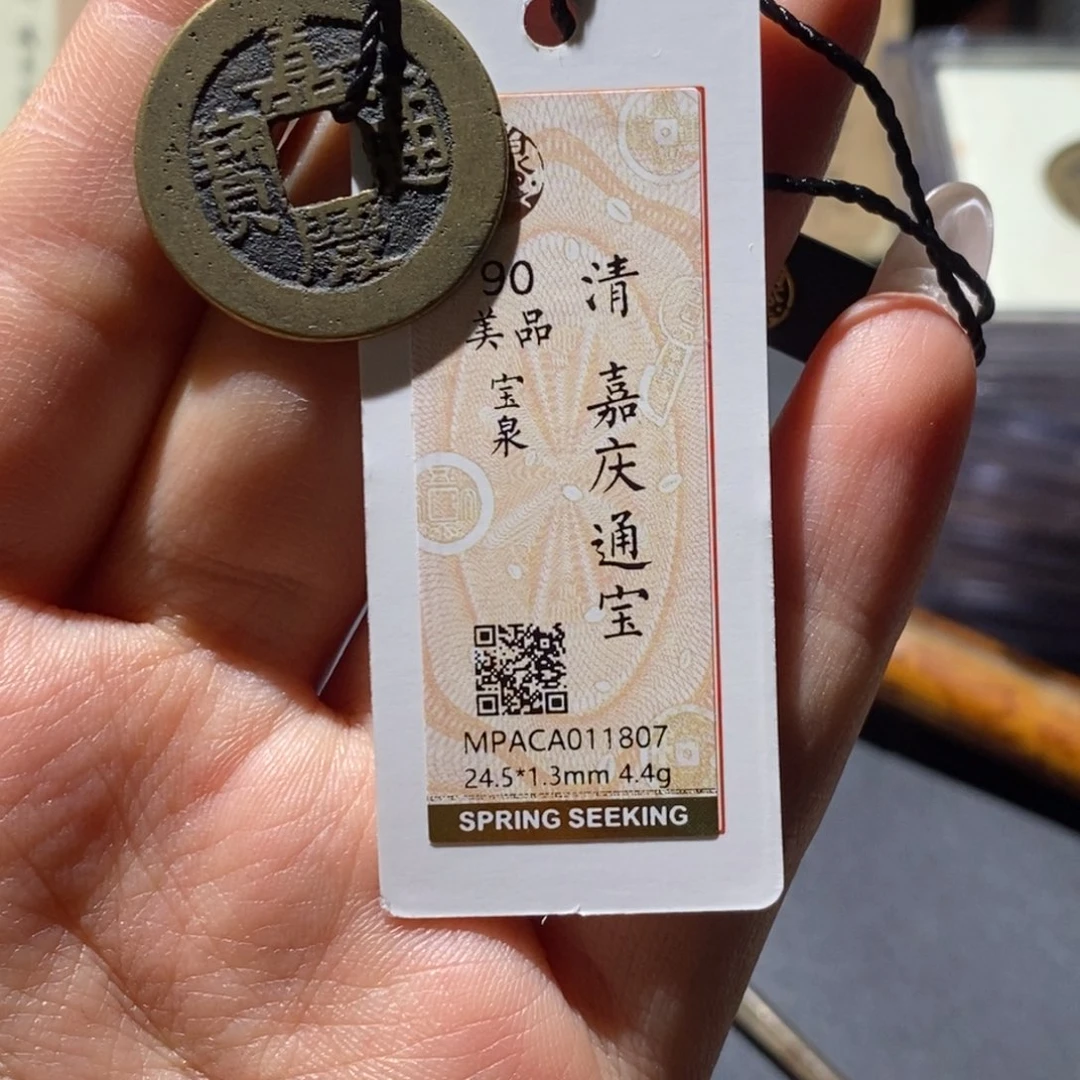 嘉慶通寶
90
美品
宝泉
清 嘉庆通宝
MPACA011807
24.5*1.3mm 4.4g
SPRING SEEKING